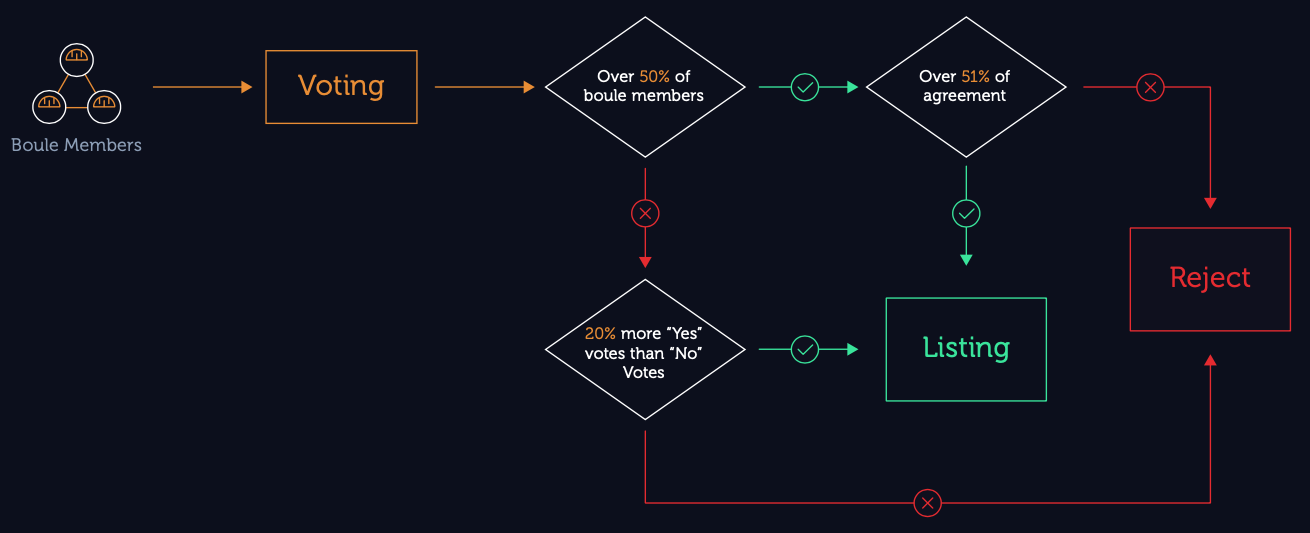 Boule Members
Voting
Over 50% of
boule members
Over 51% of
agreement
20% more “Yes”
votes than “No”
Votes
Listing
Reject